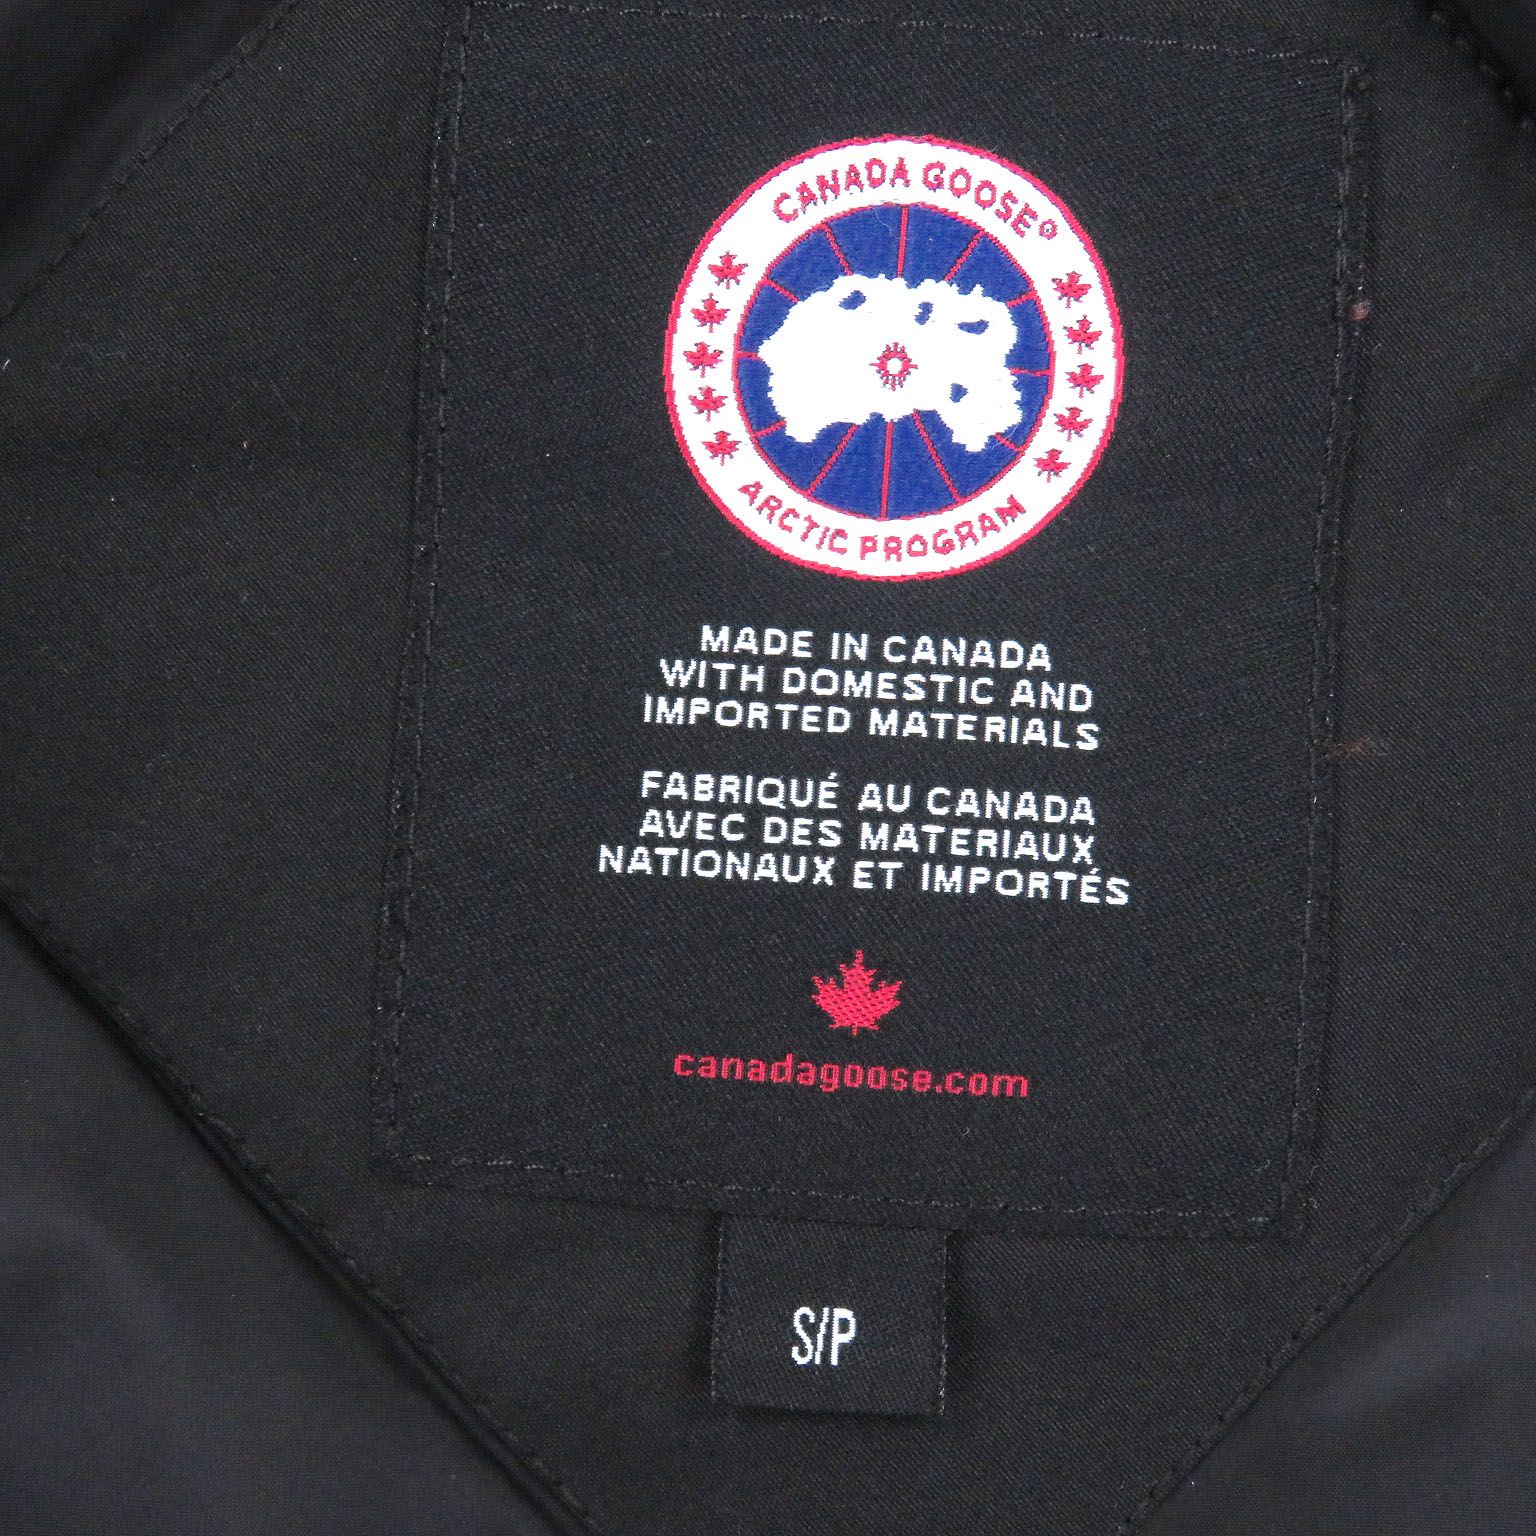 CANADA GOOSE®
ARCTIC PROGRAM
MADE IN CANADA
WITH DOMESTIC AND
IMPORTED MATERIALS
FABRIQUÉ AU CANADA
AVEC DES MATERIAUX
NATIONAUX ET IMPORTÉS
canadagoose.com
S/P